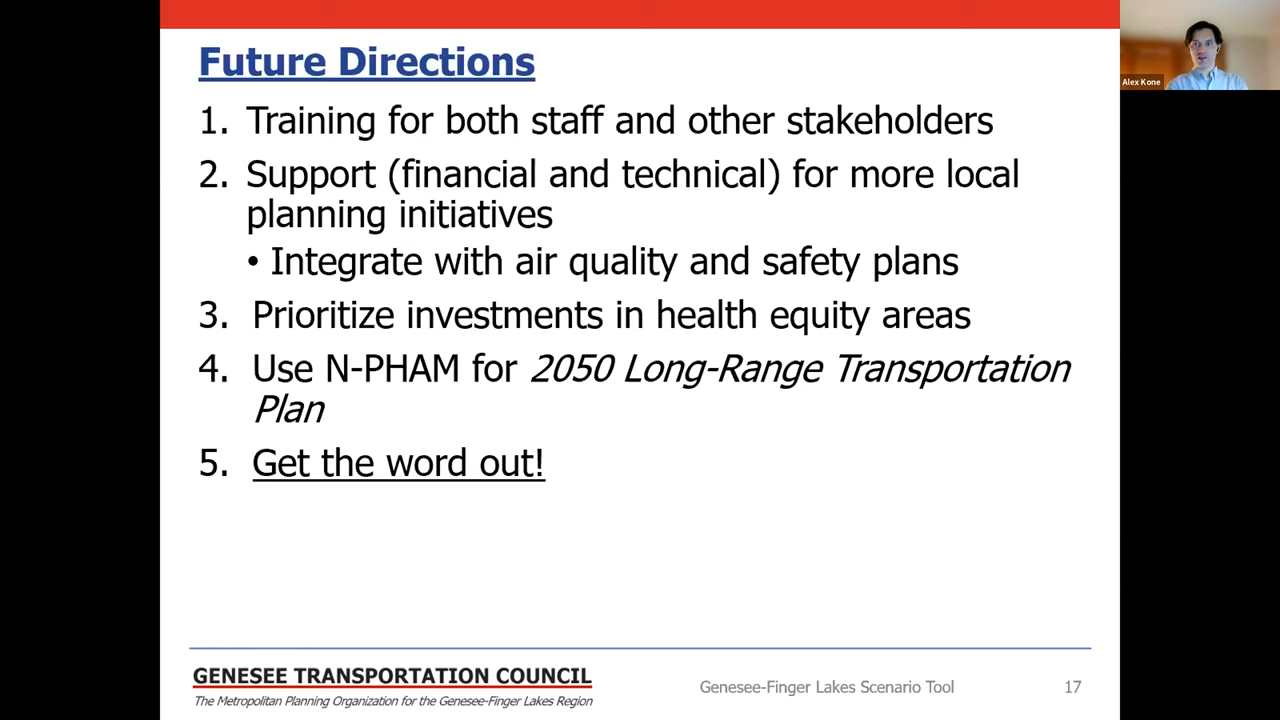 Future Directions
1. Training for both staff and other stakeholders
2. Support (financial and technical) for more local
planning initiatives
• Integrate with air quality and safety plans
3. Prioritize investments in health equity areas
4. Use N-PHAM for 2050 Long-Range Transportation
Plan
5. Get the word out!
GENESEE TRANSPORTATION COUNCIL
The Metropolitan Planning Organization for the Genesee-Finger Lakes Region
Genesee-Finger Lakes Scenario Tool
17
Alex Kone